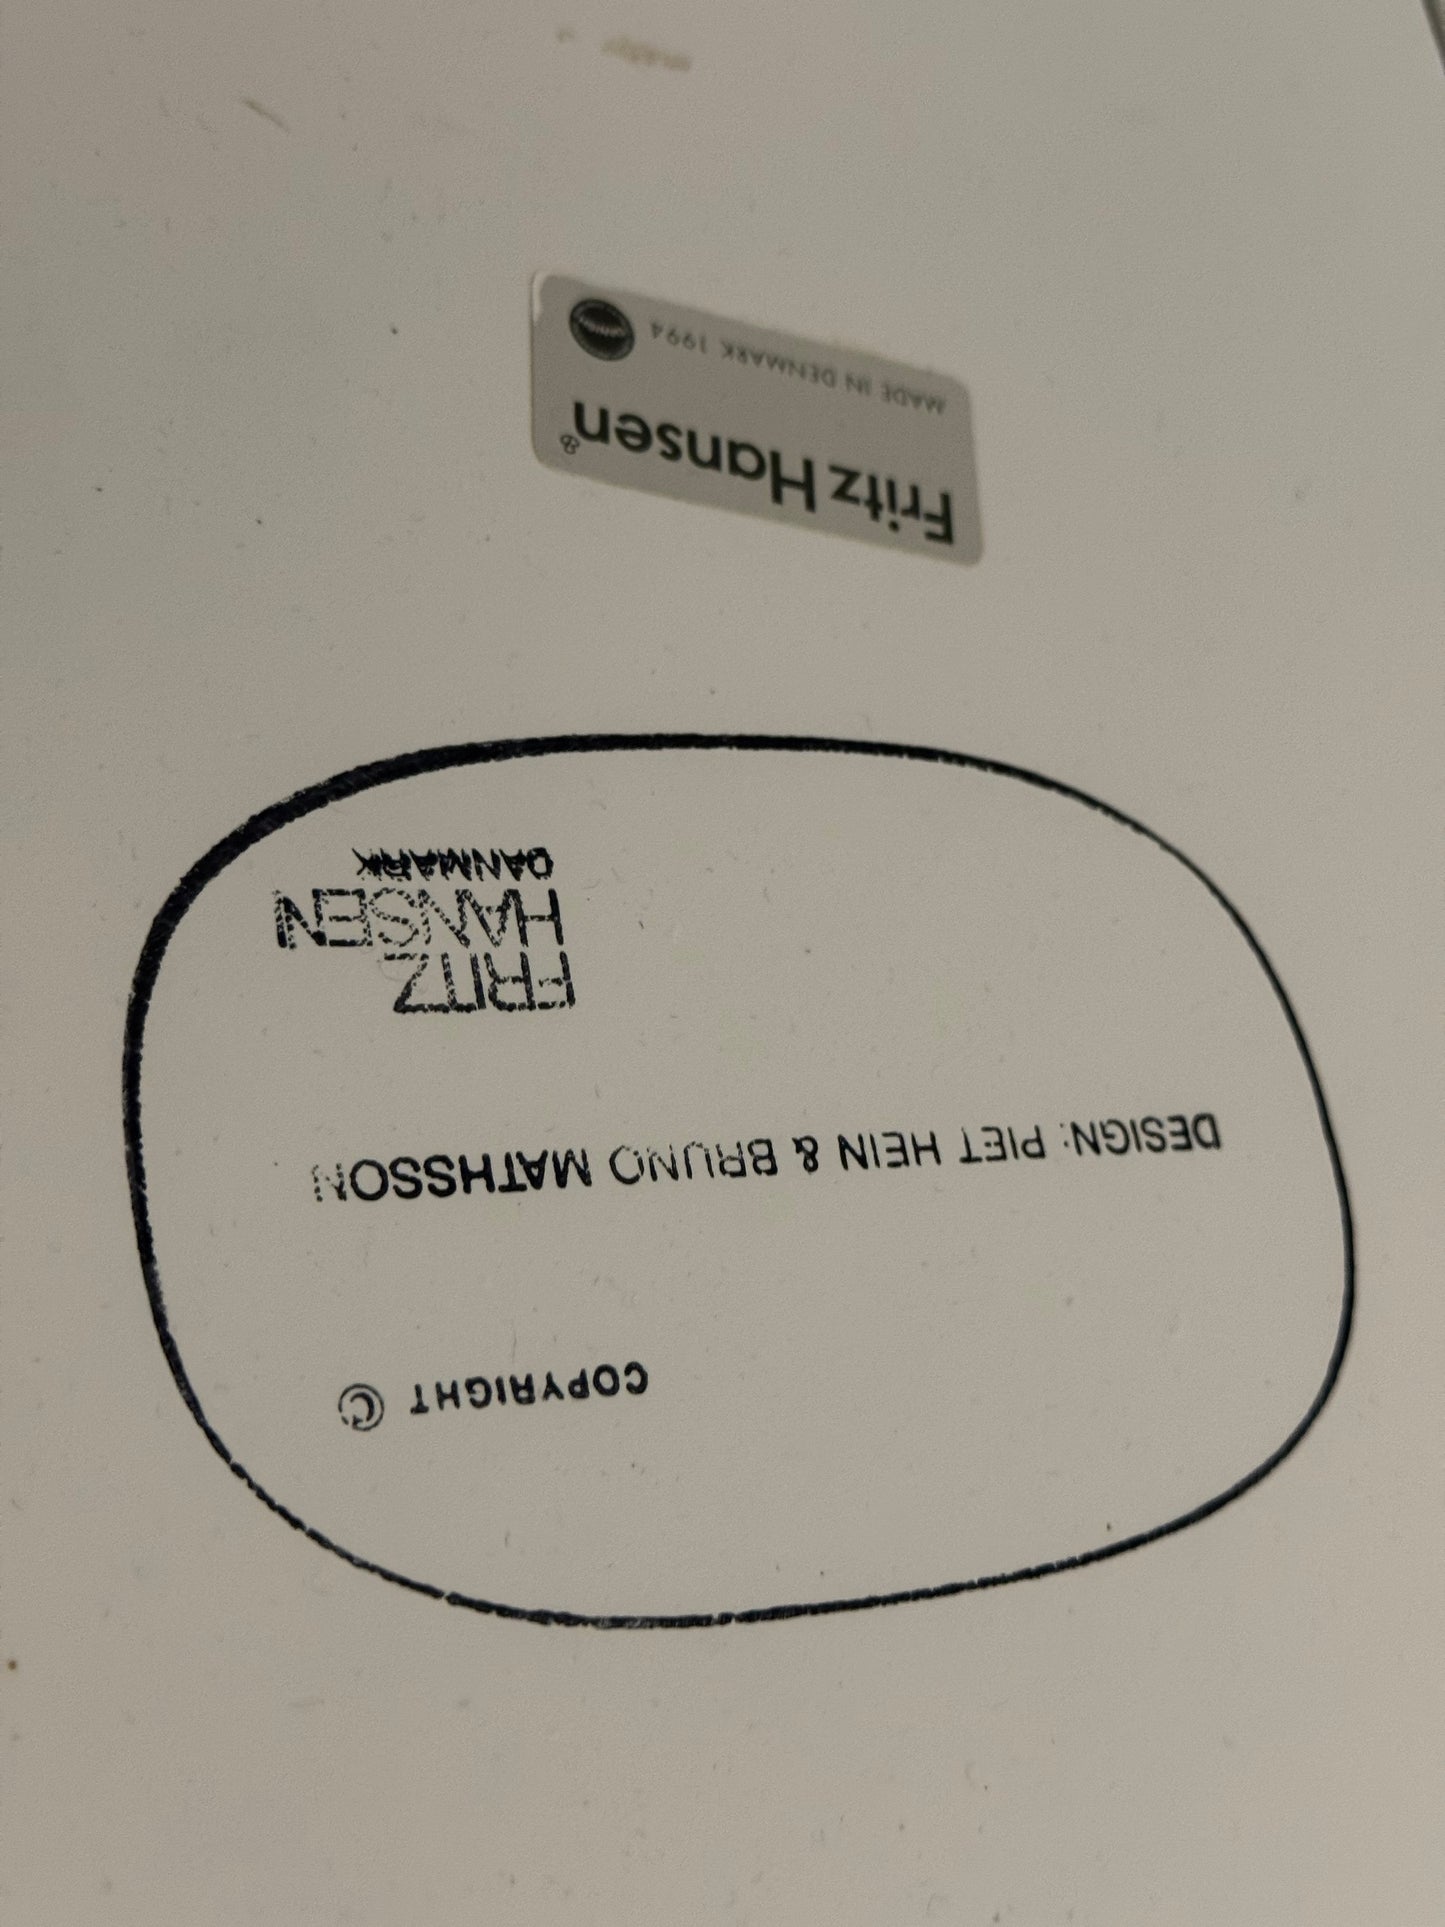 COPYRIGHT ©
DESIGN: PIET HEIN & BRUNO MATHSSON
FRITZ
HANSEN
DANMARK
Fritz Hansen®
MADE IN DENMARK 1994